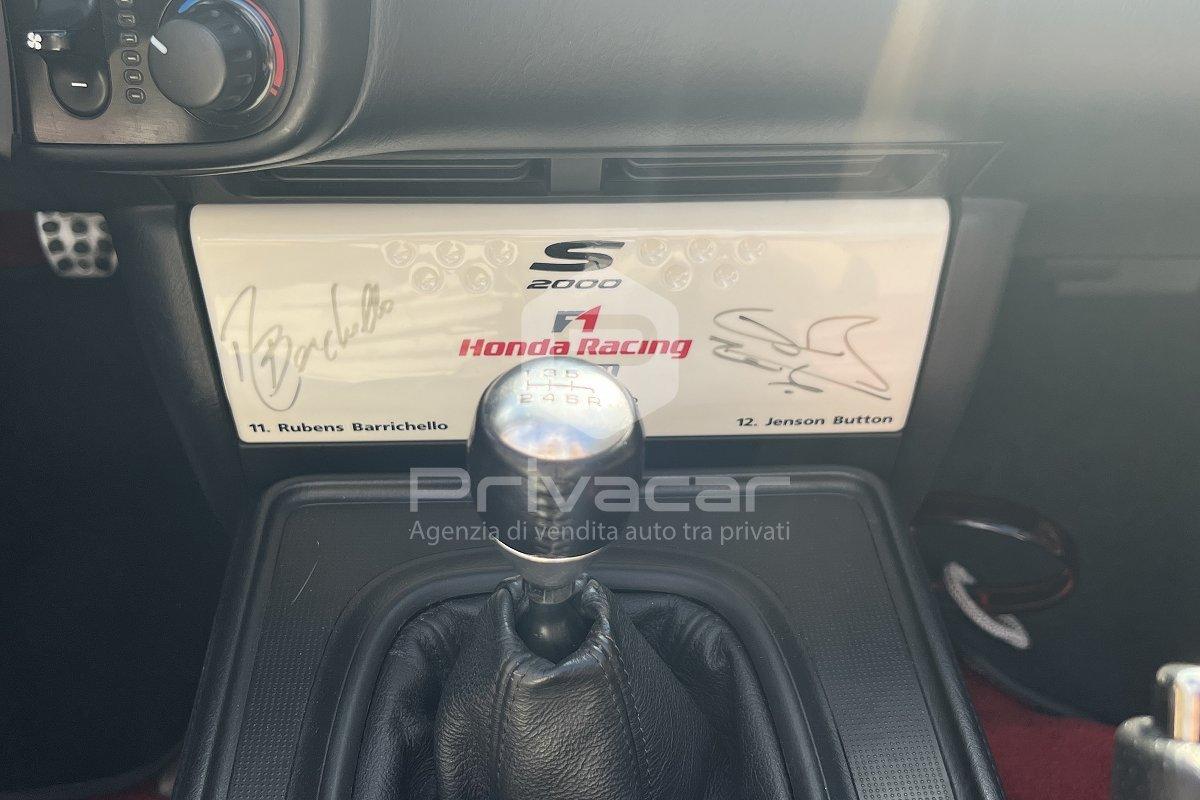 S
2000
F1
Honda Racing
R Barrichello
11. Rubens Barrichello
12. Jenson Button
1 3 5
2 4 6 R
Privacar
Agenzia di vendita auto tra privati